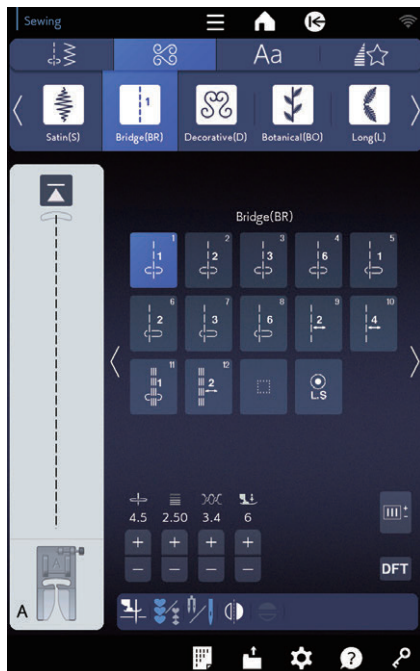 Sewing
Aa
1
Satin(S)
Bridge(BR)
Decorative(D)
Botanical(BO)
Long(L)
Bridge(BR)
1 2 3 4 5
1 2 3 6 1
6 7 8 9 10
2 3 6 2 4
11 12
1 2 L.S
4.5 2.50 3.4 6
+ + + +
− − − −
DFT
A
?